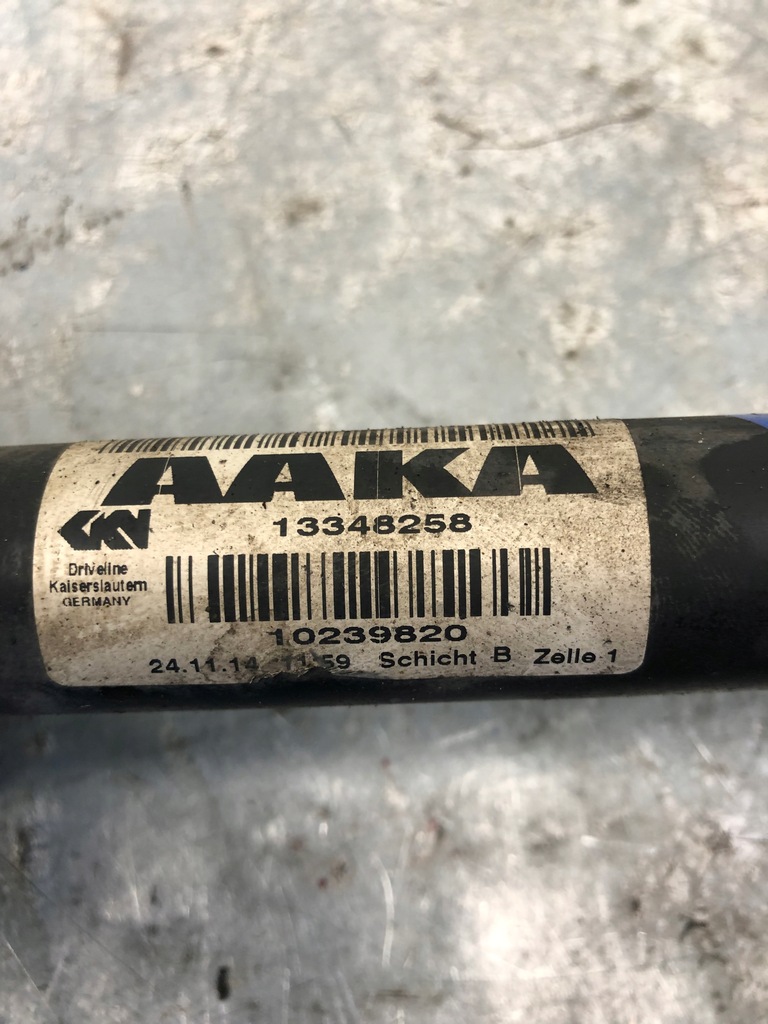 AAKA
13348258
GKN
Driveline
Kaiserslautern
GERMANY
10239820
24.11.14 11:59 Schicht B Zelle 1